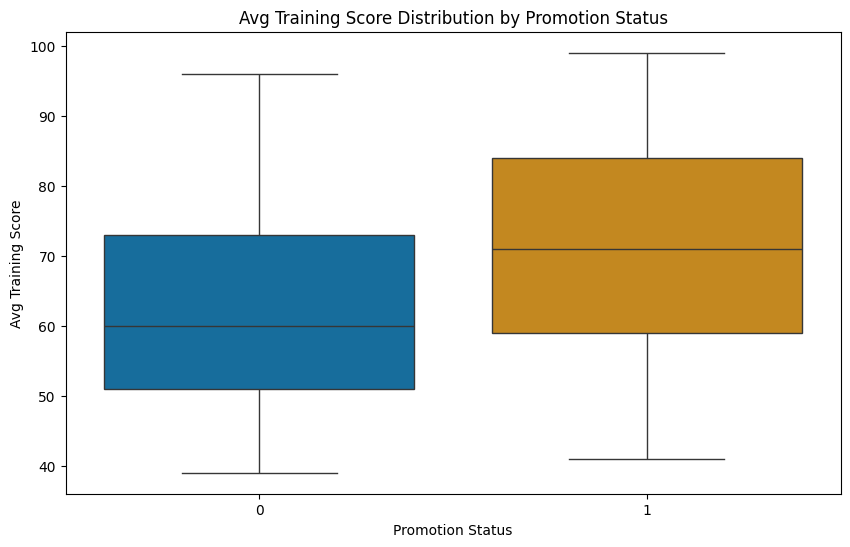 Avg Training Score Distribution by Promotion Status
100
90
80
70
60
50
40
Avg Training Score
0 1
Promotion Status